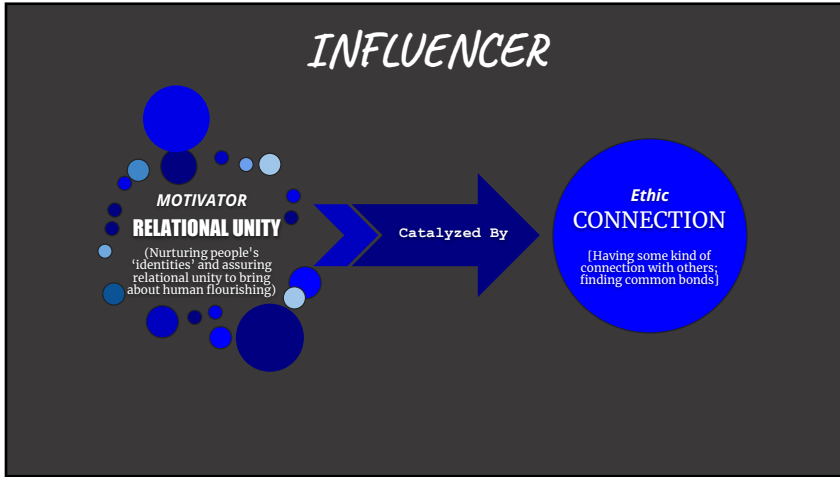 INFLUENCER
MOTIVATOR
RELATIONAL UNITY
(Nurturing people's
‘identities’ and assuring
relational unity to bring
about human flourishing)
Catalyzed By
Ethic
CONNECTION
[Having some kind of
connection with others;
finding common bonds]